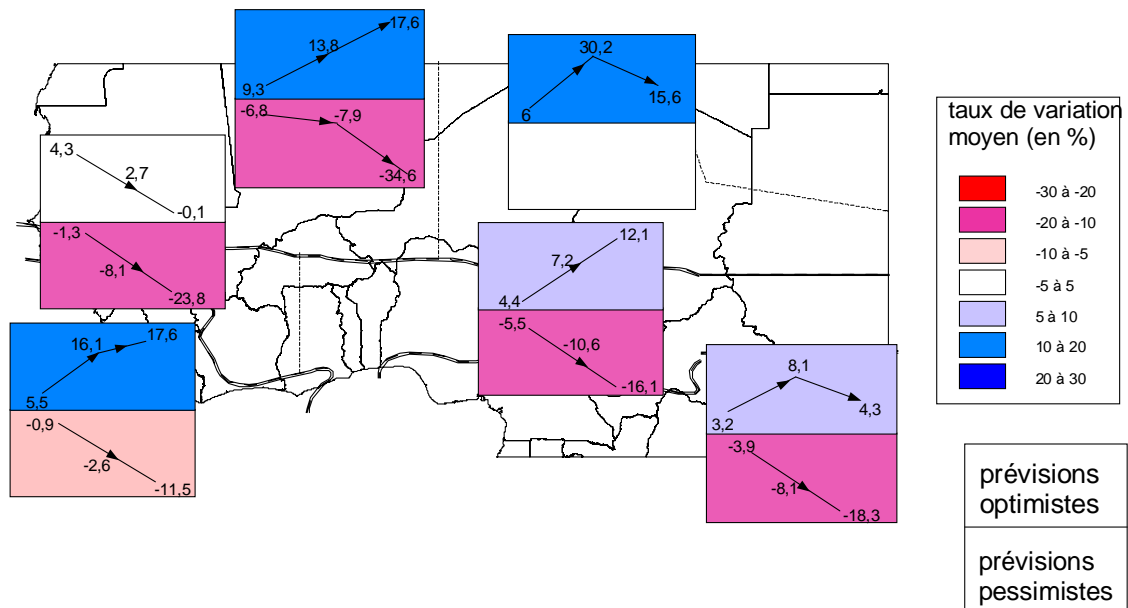 17,6
13,8
9,3
-6,8
-7,9
-34,6
30,2
15,6
6
4,3
2,7
-0,1
-1,3
-8,1
-23,8
12,1
7,2
4,4
-5,5
-10,6
-16,1
16,1
17,6
5,5
-0,9
-2,6
-11,5
8,1
4,3
3,2
-3,9
-8,1
-18,3
taux de variation
moyen (en %)
-30 à -20
-20 à -10
-10 à -5
-5 à 5
5 à 10
10 à 20
20 à 30
prévisions
optimistes
prévisions
pessimistes